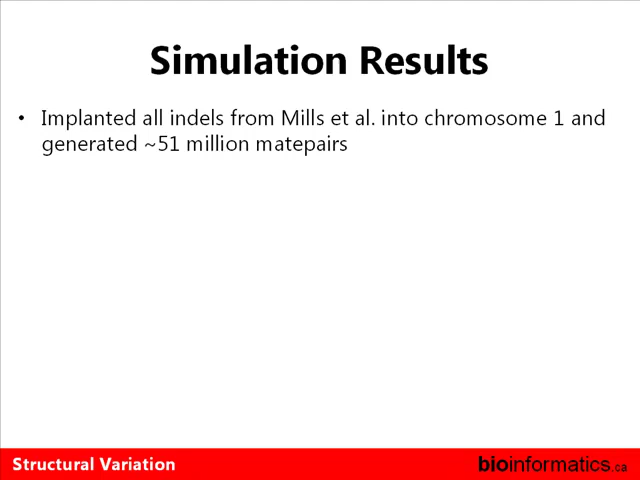 Simulation Results
• Implanted all indels from Mills et al. into chromosome 1 and
generated ~51 million matepairs
Structural Variation
bioinformatics.ca